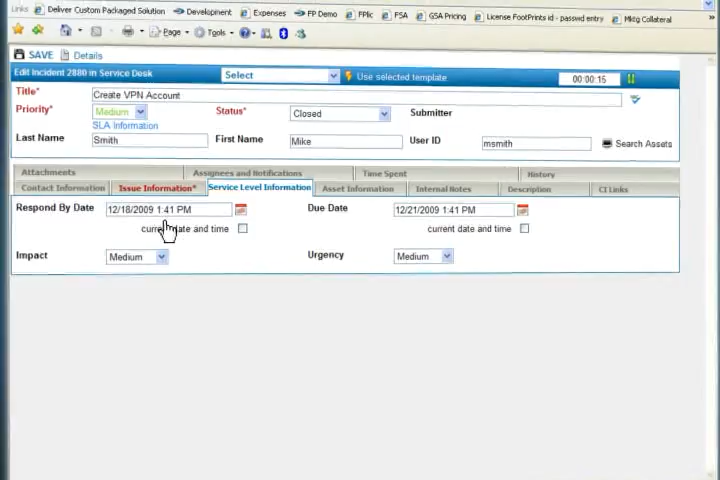 Links Deliver Custom Packaged Solution Development Expenses FP Demo FPlic FSA GSA Pricing License FootPrints id - passwd entry Mktg Collateral
Page Tools
SAVE Details
Edit Incident 2880 in Service Desk Select Use selected template 00:00:15
Title* Create VPN Account
Priority* Medium Status* Closed Submitter
SLA Information
Last Name Smith First Name Mike User ID msmith Search Assets
Attachments Assignees and Notifications Time Spent History
Contact Information Issue Information* Service Level Information Asset Information Internal Notes Description CI Links
Respond By Date 12/18/2009 1:41 PM Due Date 12/21/2009 1:41 PM
current date and time current date and time
Impact Medium Urgency Medium